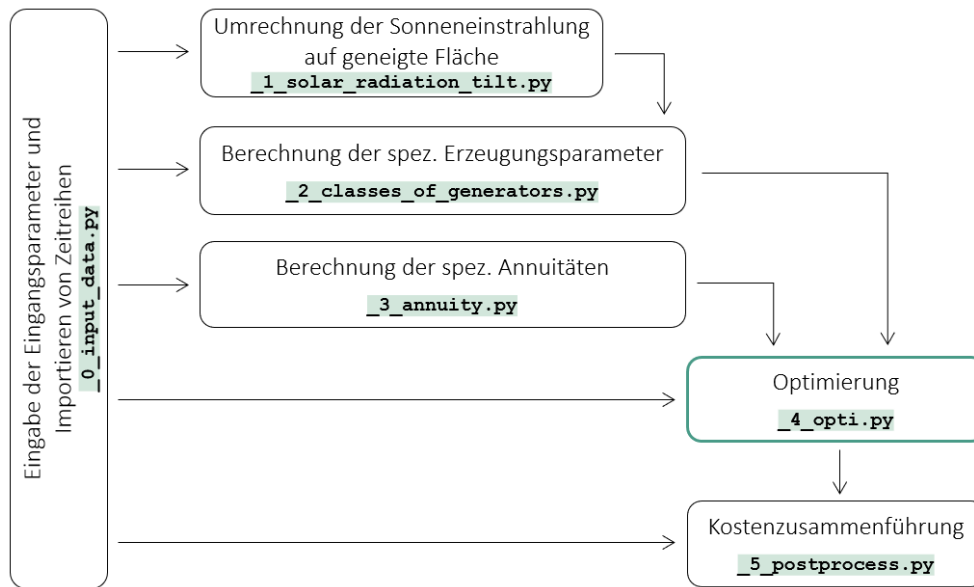 Eingabe der Eingangsparameter und
Importieren von Zeitreihen
_0_input_data.py
Umrechnung der Sonneneinstrahlung
auf geneigte Fläche
_1_solar_radiation_tilt.py
Berechnung der spez. Erzeugungsparameter
_2_classes_of_generators.py
Berechnung der spez. Annuitäten
_3_annuity.py
Optimierung
_4_opti.py
Kostenzusammenführung
_5_postprocess.py